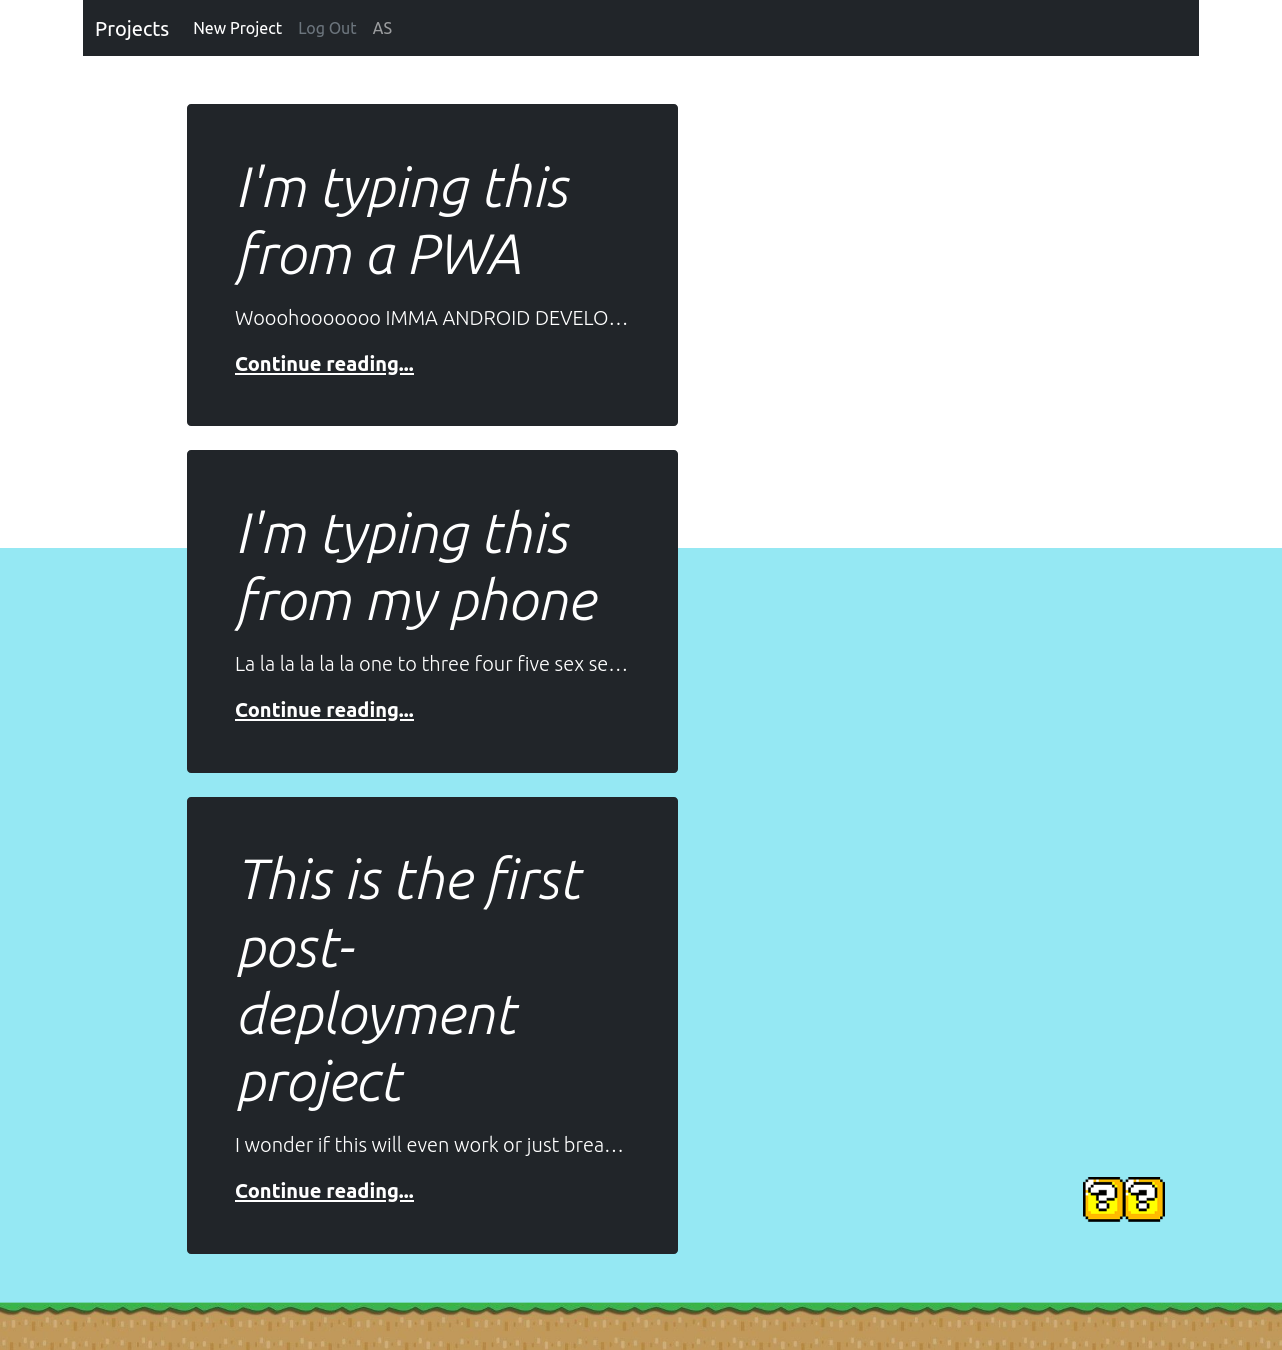 Projects New Project Log Out AS
I'm typing this
from a PWA
Wooohooooooo IMMA ANDROID DEVELO...
Continue reading...
I'm typing this
from my phone
La la la la la la one to three four five sex se...
Continue reading...
This is the first
post-
deployment
project
I wonder if this will even work or just brea...
Continue reading...
? ?